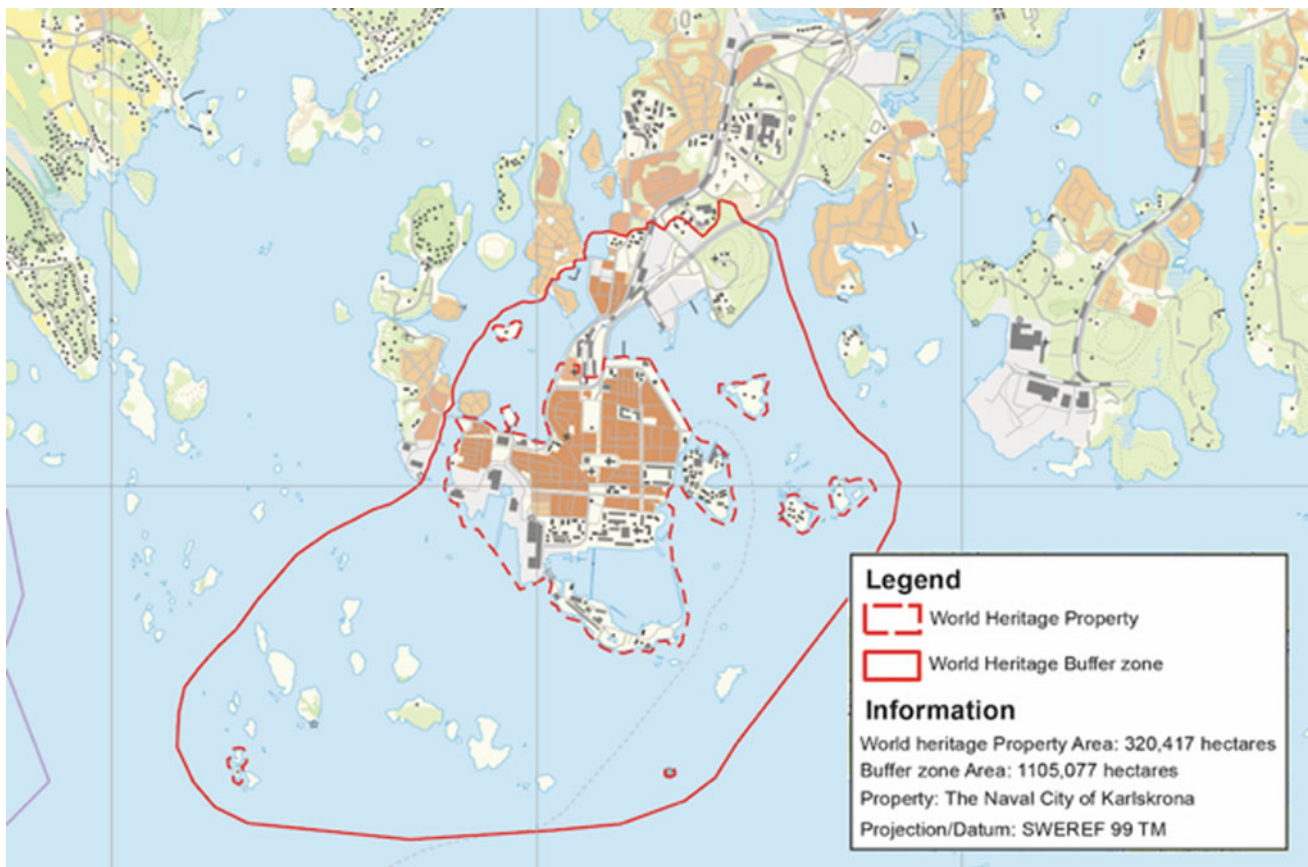 Legend
World Heritage Property
World Heritage Buffer zone
Information
World heritage Property Area: 320,417 hectares
Buffer zone Area: 1105,077 hectares
Property: The Naval City of Karlskrona
Projection/Datum: SWEREF 99 TM